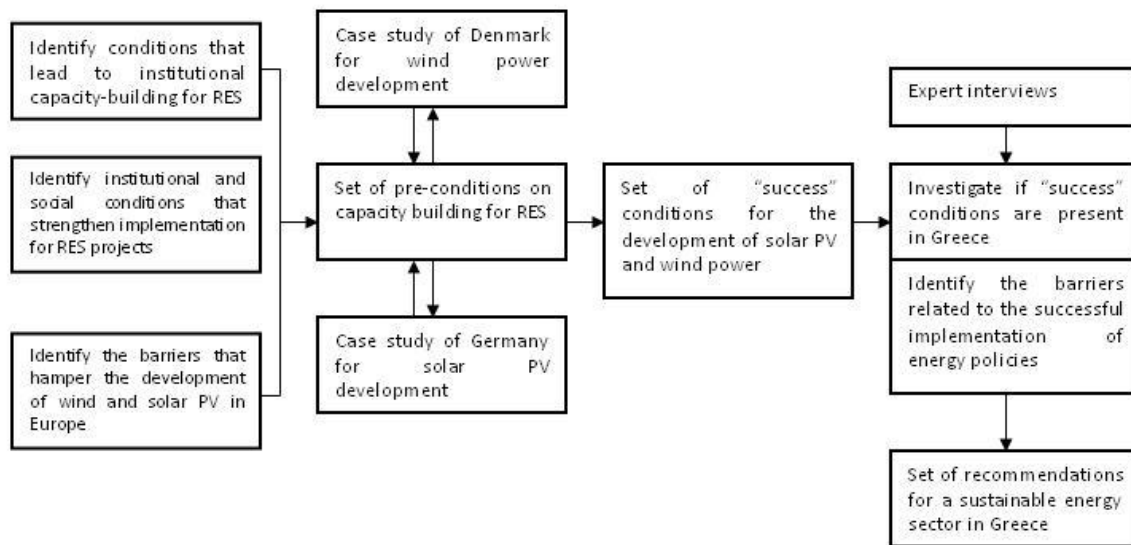 Identify conditions that
lead to institutional
capacity-building for RES
Identify institutional and
social conditions that
strengthen implementation
for RES projects
Identify the barriers that
hamper the development
of wind and solar PV in
Europe
Case study of Denmark
for wind power
development
Set of pre-conditions on
capacity building for RES
Case study of Germany
for solar PV
development
Set of “success”
conditions for the
development of solar PV
and wind power
Expert interviews
Investigate if “success”
conditions are present
in Greece
Identify the barriers
related to the successful
implementation of
energy policies
Set of recommendations
for a sustainable energy
sector in Greece